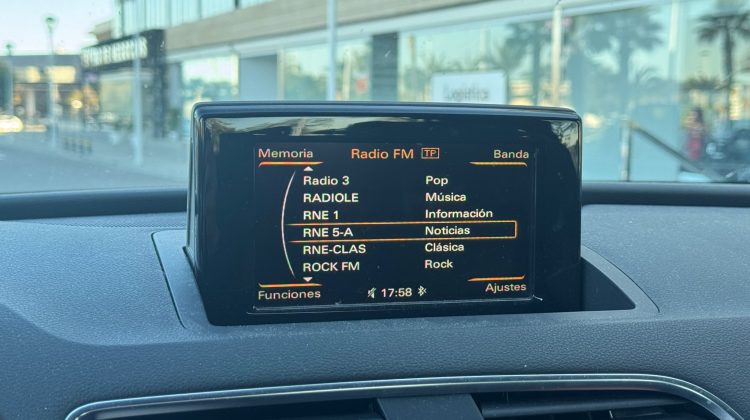 Logística
Memoria Radio FM TP Banda
Radio 3 Pop
RADIOLE Música
RNE 1 Información
RNE 5-A Noticias
RNE-CLAS Clásica
ROCK FM Rock
Funciones 17:58 Ajustes